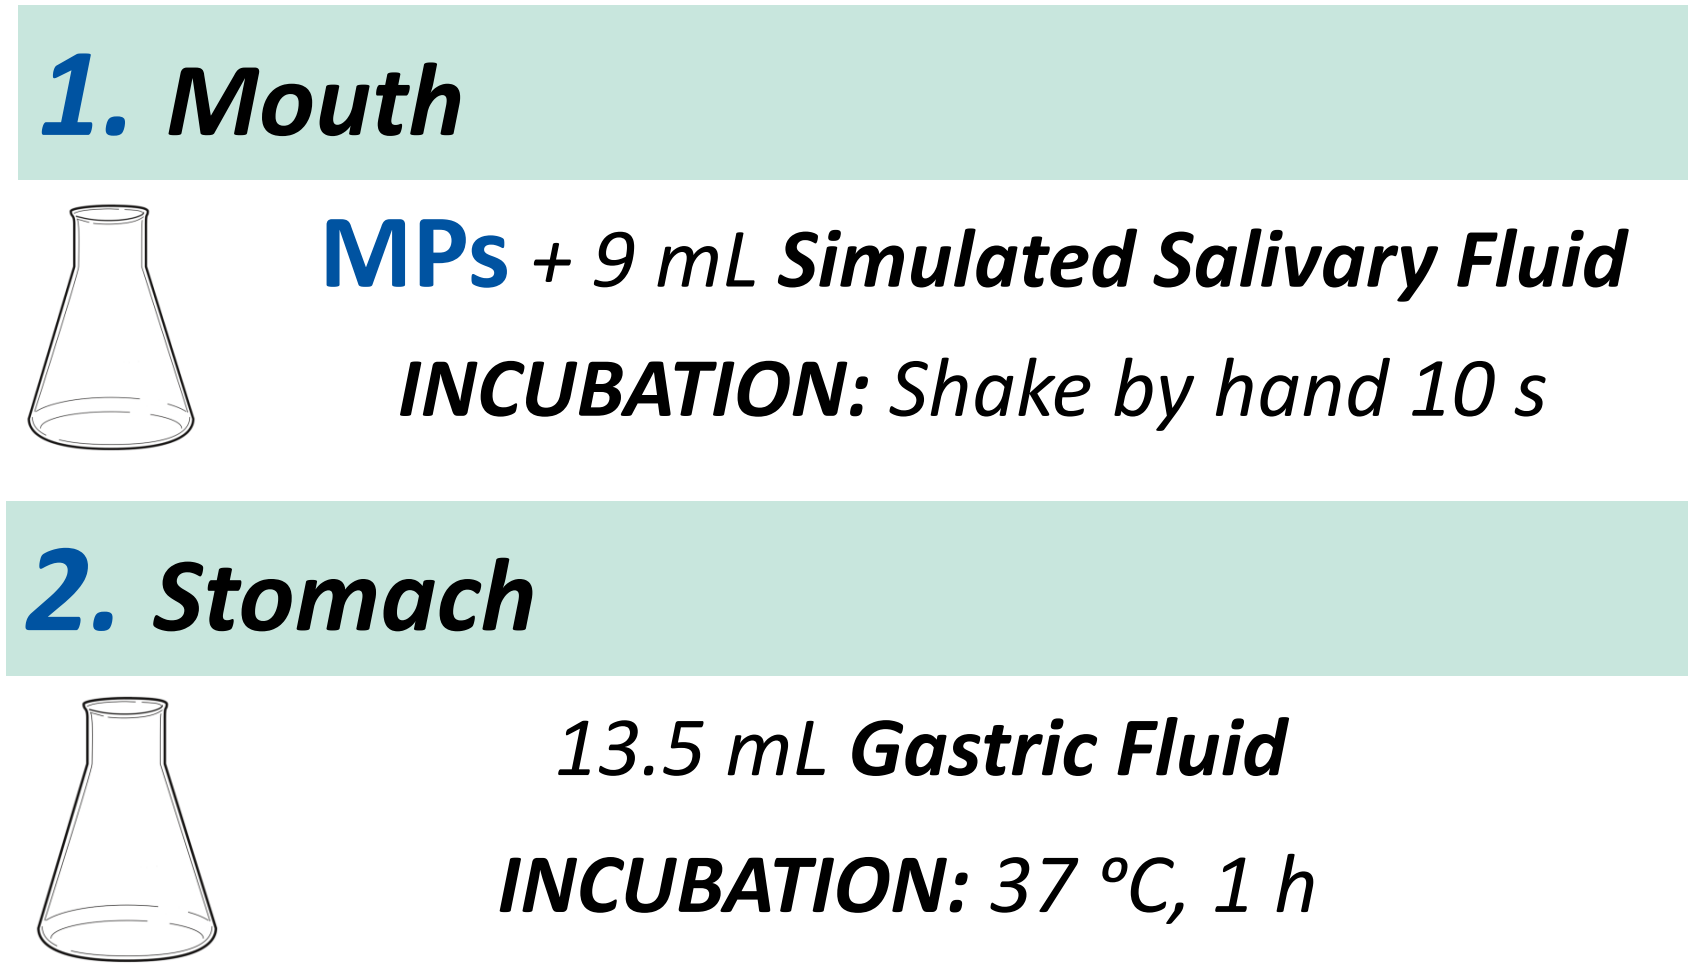 1. Mouth
MPs + 9 mL Simulated Salivary Fluid
INCUBATION: Shake by hand 10 s
2. Stomach
13.5 mL Gastric Fluid
INCUBATION: 37 ºC, 1 h